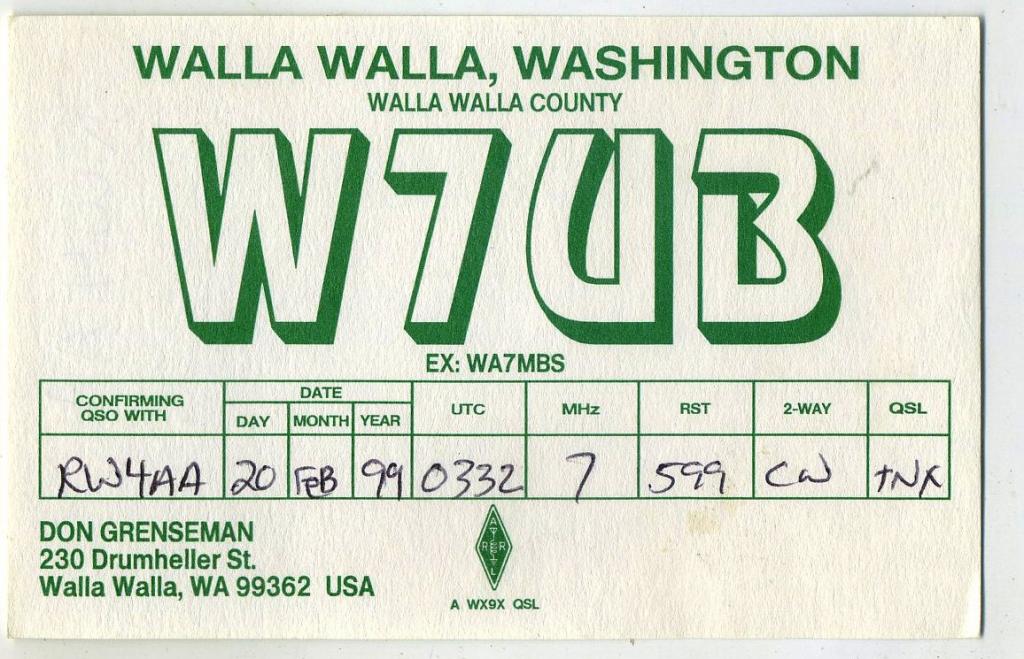 WALLA WALLA, WASHINGTON
WALLA WALLA COUNTY
W7UB
EX: WA7MBS
CONFIRMING QSO WITH DATE DAY MONTH YEAR UTC MHz RST 2-WAY QSL
RW4AA 20 FEB 99 0332 7 599 CW TNX
DON GRENSEMAN
230 Drumheller St.
Walla Walla, WA 99362 USA
A R R L
A WX9X QSL